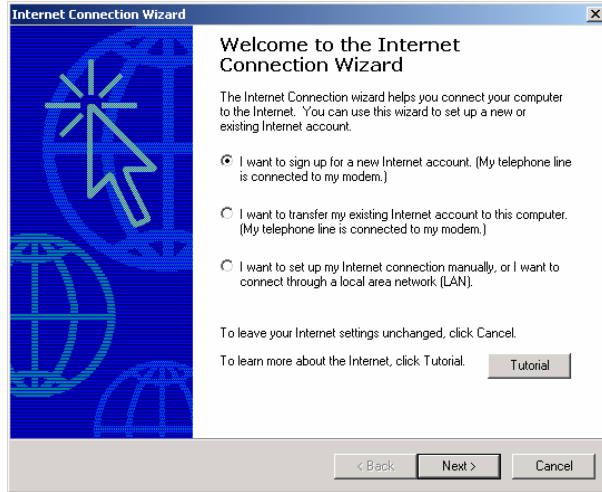 Internet Connection Wizard
Welcome to the Internet
Connection Wizard
The Internet Connection wizard helps you connect your computer
to the Internet. You can use this wizard to set up a new or
existing Internet account.
I want to sign up for a new Internet account. (My telephone line
is connected to my modem.)
I want to transfer my existing Internet account to this computer.
(My telephone line is connected to my modem.)
I want to set up my Internet connection manually, or I want to
connect through a local area network (LAN).
To leave your Internet settings unchanged, click Cancel.
To learn more about the Internet, click Tutorial.
Tutorial
< Back
Next >
Cancel